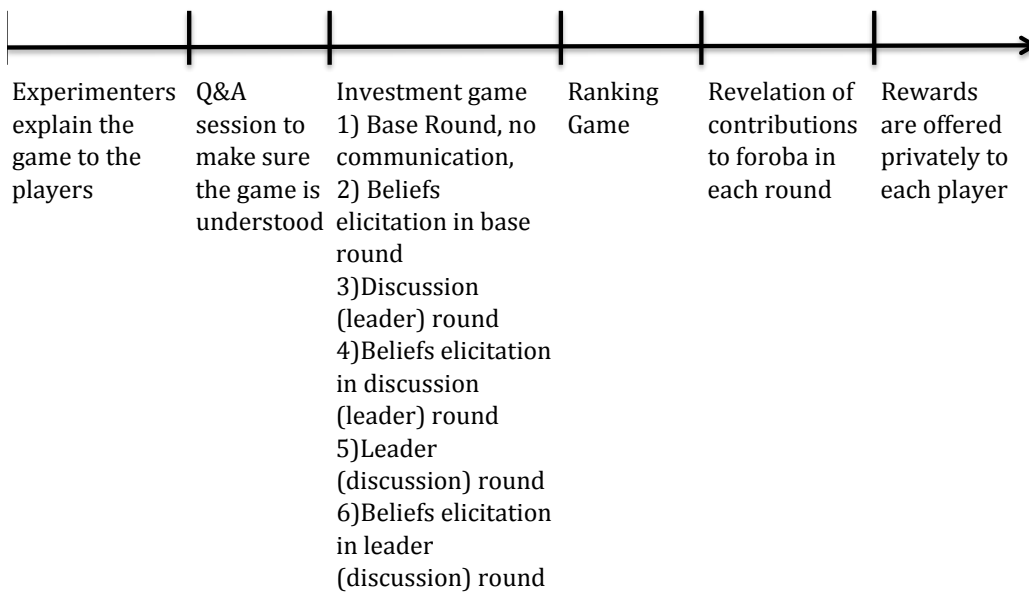 Experimenters
explain the
game to the
players
Q&A
session to
make sure
the game is
understood
Investment game
1) Base Round, no
communication,
2) Beliefs
elicitation in base
round
3)Discussion
(leader) round
4)Beliefs elicitation
in discussion
(leader) round
5)Leader
(discussion) round
6)Beliefs elicitation
in leader
(discussion) round
Ranking
Game
Revelation of
contributions
to foroba in
each round
Rewards
are offered
privately to
each player